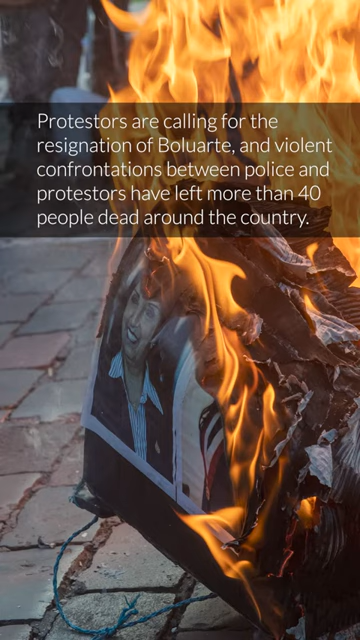 Protestors are calling for the
resignation of Boluarte, and violent
confrontations between police and
protestors have left more than 40
people dead around the country.